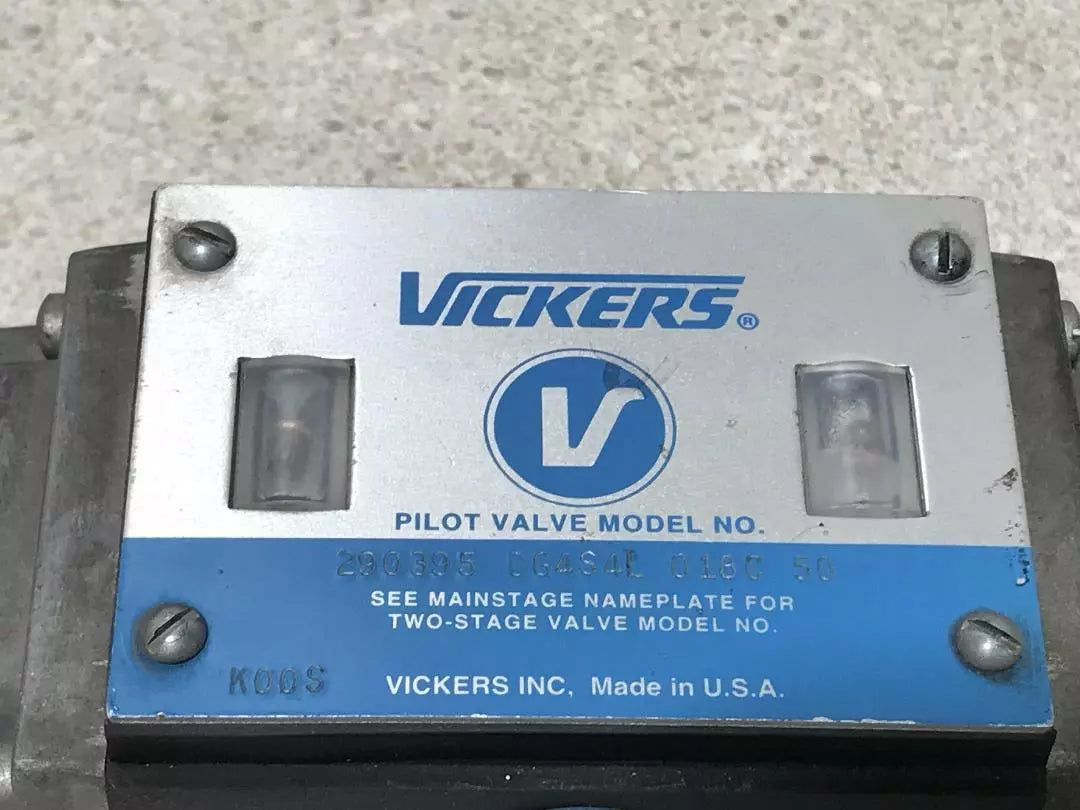 VICKERS®
V
PILOT VALVE MODEL NO.
290395 DG4S4L 018C 50
SEE MAINSTAGE NAMEPLATE FOR
TWO-STAGE VALVE MODEL NO.
K00S
VICKERS INC. Made in U.S.A.